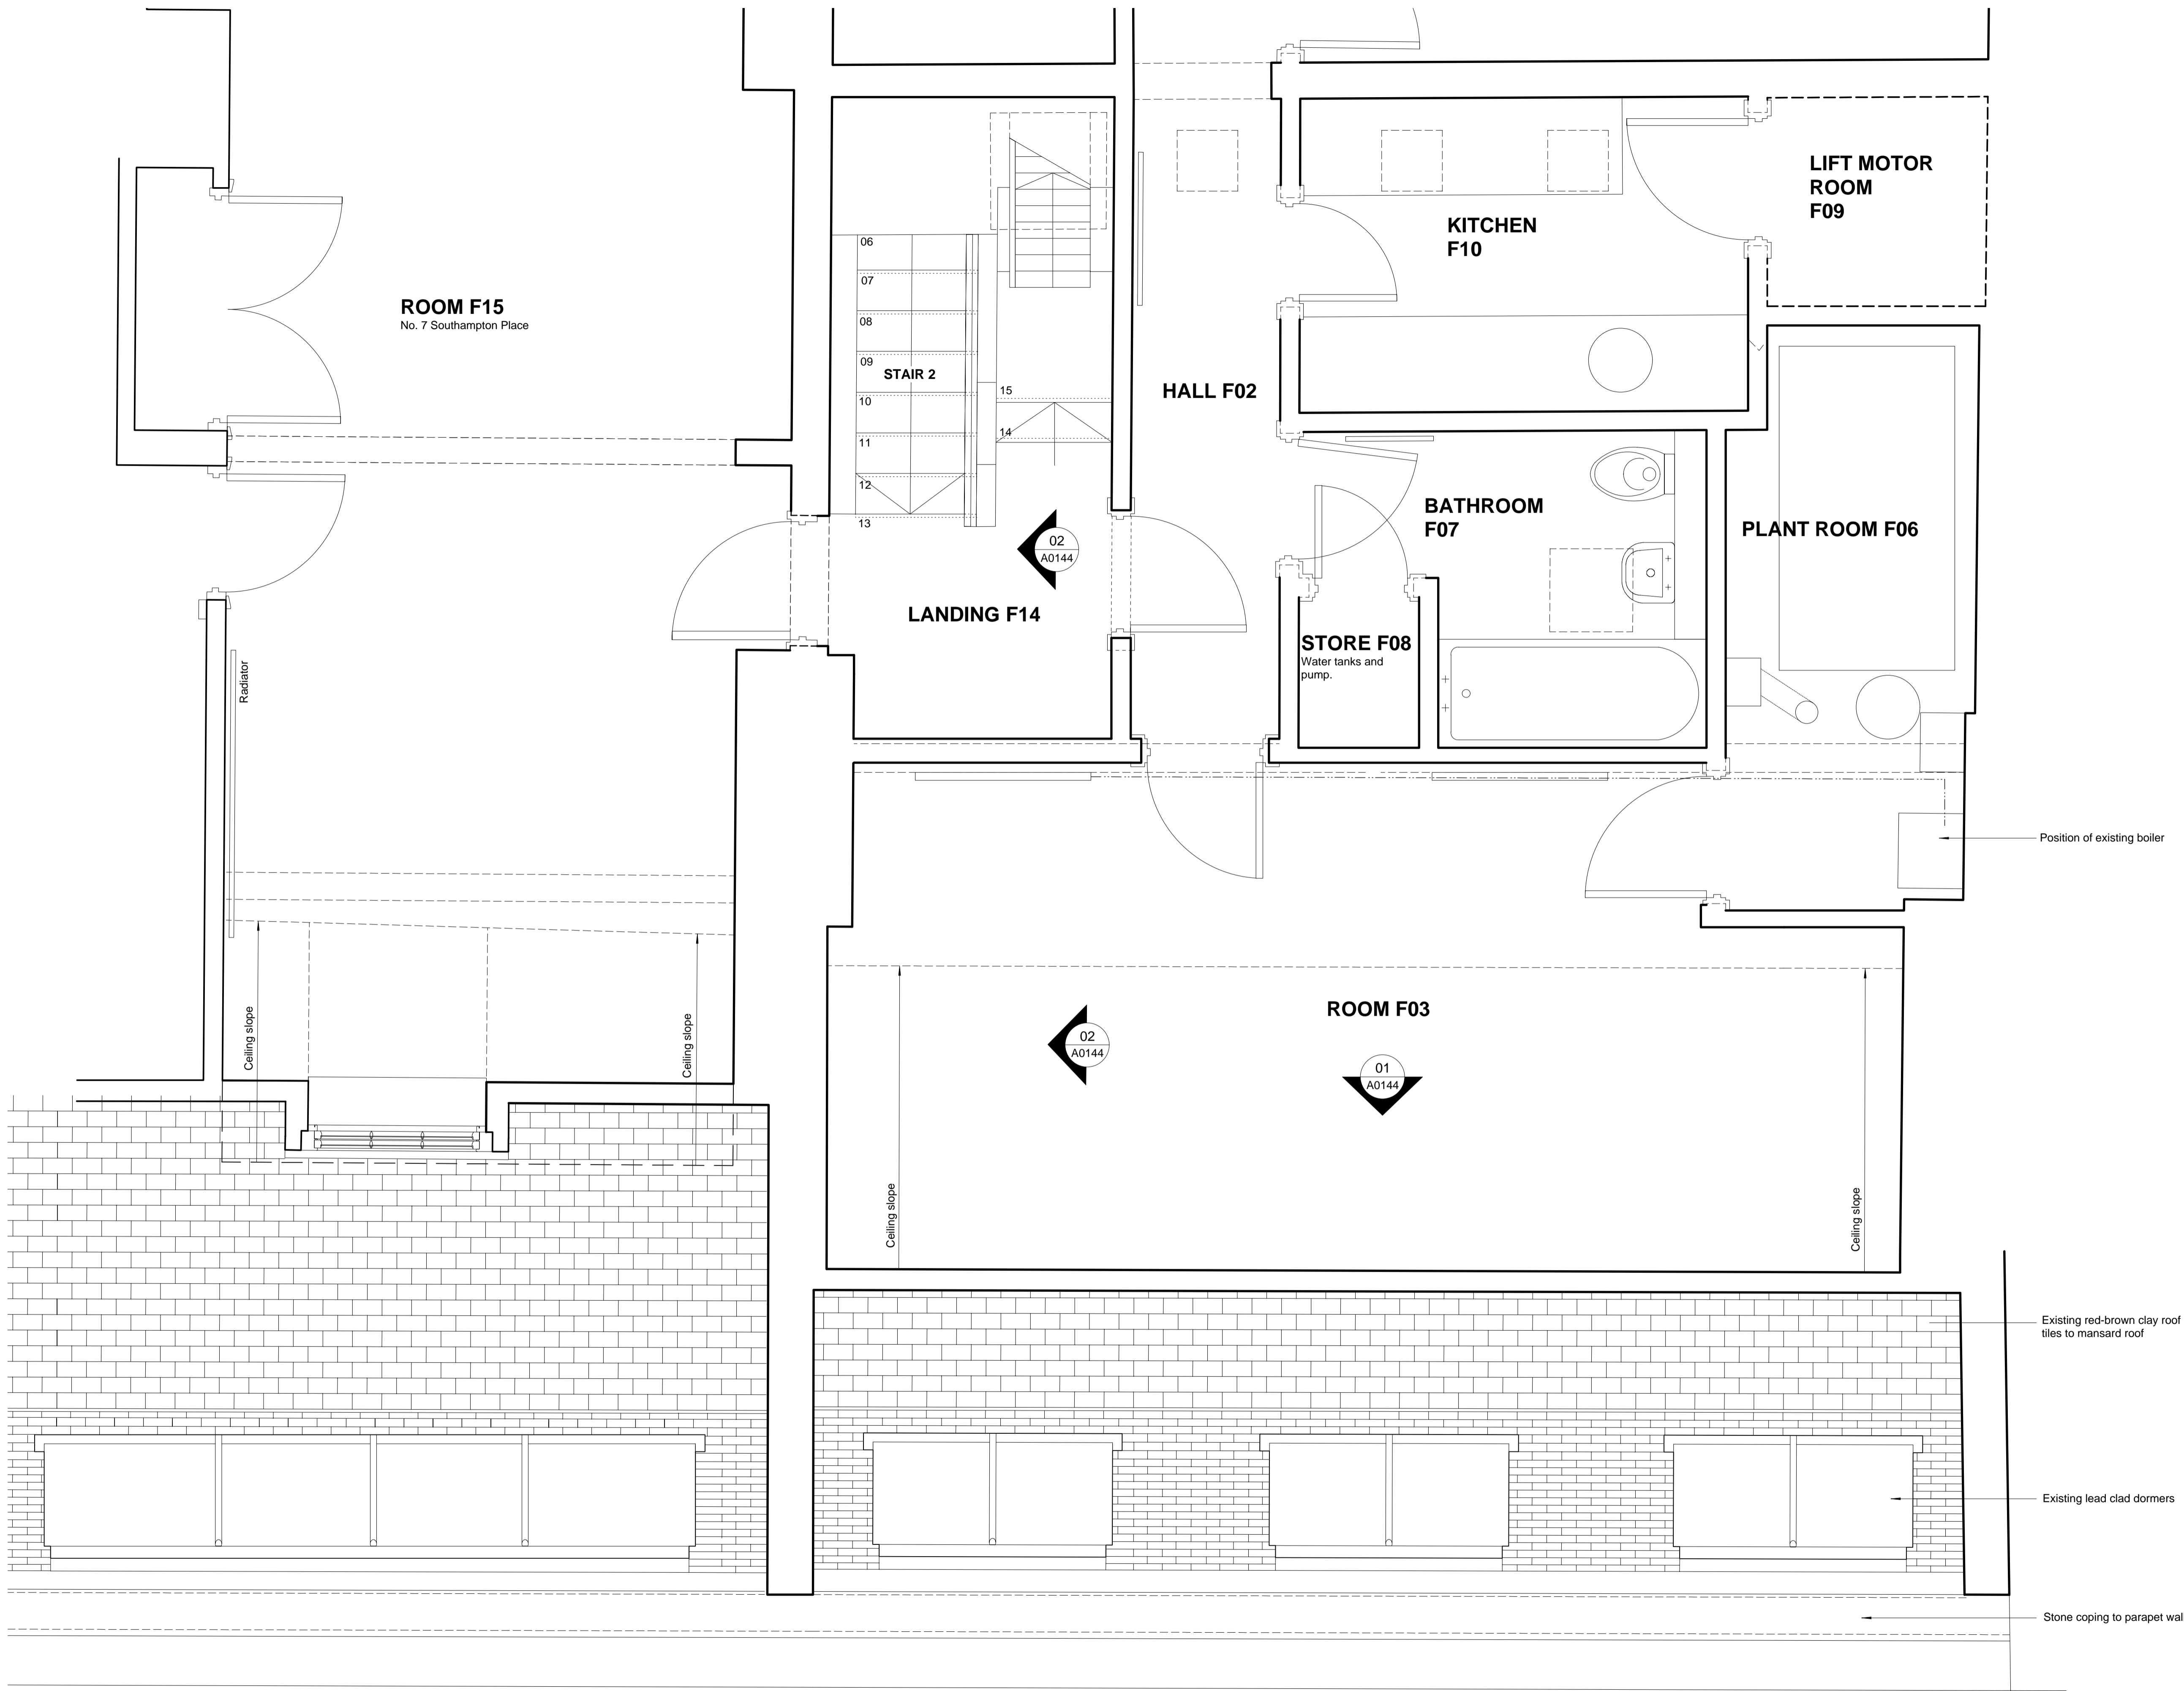 LIFT MOTOR
ROOM
F09
KITCHEN
F10
ROOM F15
No. 7 Southampton Place
06
07
08
09
STAIR 2
10
11
12
13
15
14
HALL F02
BATHROOM
F07
PLANT ROOM F06
02
A0144
LANDING F14
STORE F08
Water tanks and
pump.
Radiator
Position of existing boiler
Ceiling slope
Ceiling slope
ROOM F03
02
A0144
01
A0144
Ceiling slope
Ceiling slope
Existing red-brown clay roof
tiles to mansard roof
Existing lead clad dormers
Stone coping to parapet wal